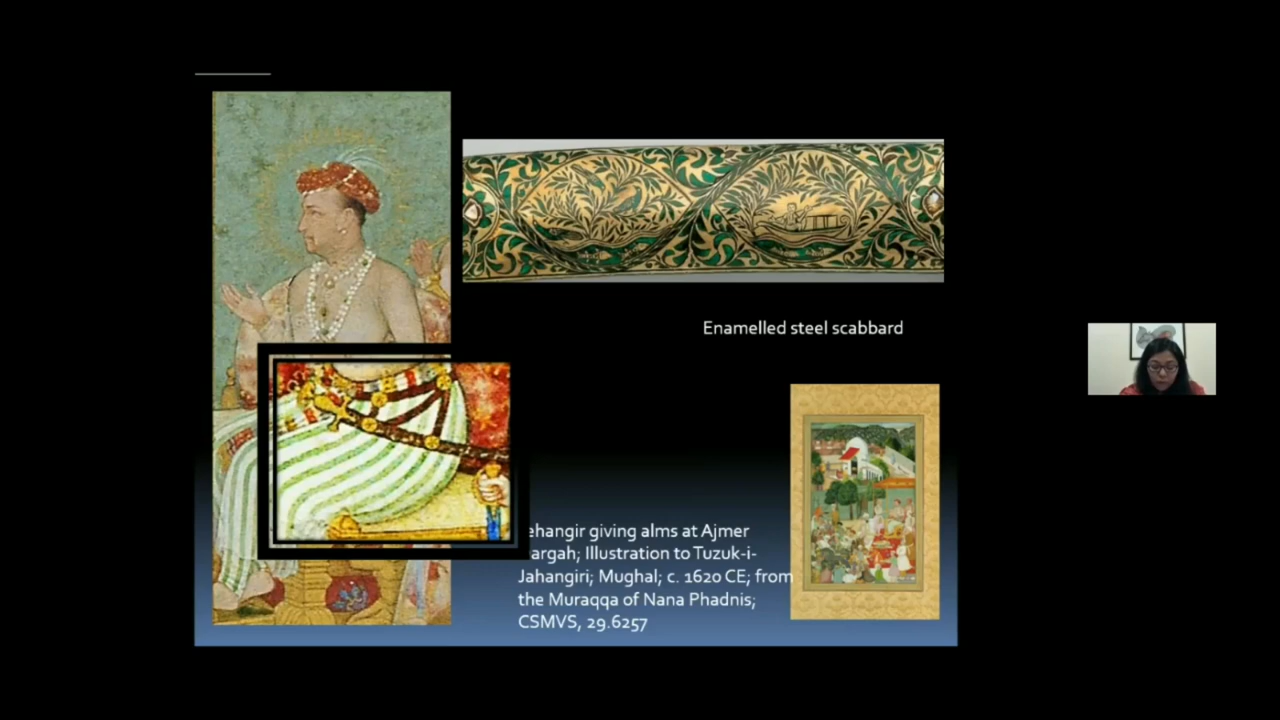 Enamelled steel scabbard
ehangir giving alms at Ajmer
argah; Illustration to Tuzuk-i-
Jahangiri; Mughal; c. 1620 CE; from
the Muraqqa of Nana Phadnis;
CSMVS, 29.6257